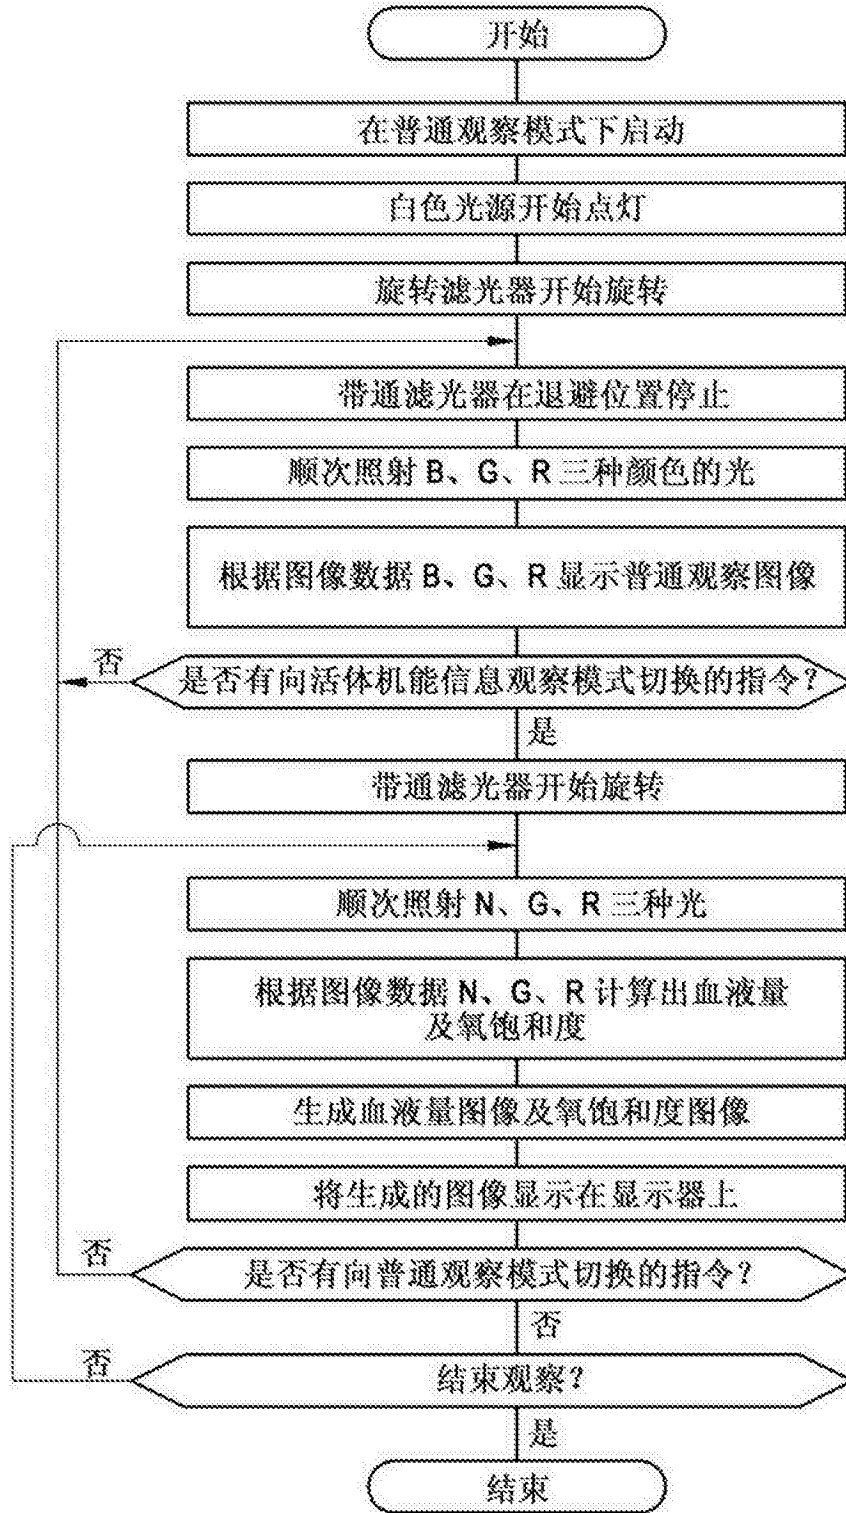 开始
在普通观察模式下启动
白色光源开始点灯
旋转滤光器开始旋转
带通滤光器在退避位置停止
顺次照射 B、G、R 三种颜色的光
根据图像数据 B、G、R 显示普通观察图像
否
是否有向活体机能信息观察模式切换的指令?
是
带通滤光器开始旋转
顺次照射 N、G、R 三种光
根据图像数据 N、G、R 计算出血液量
及氧饱和度
生成血液量图像及氧饱和度图像
将生成的图像显示在显示器上
否
是否有向普通观察模式切换的指令?
否
否
结束观察?
是
结束